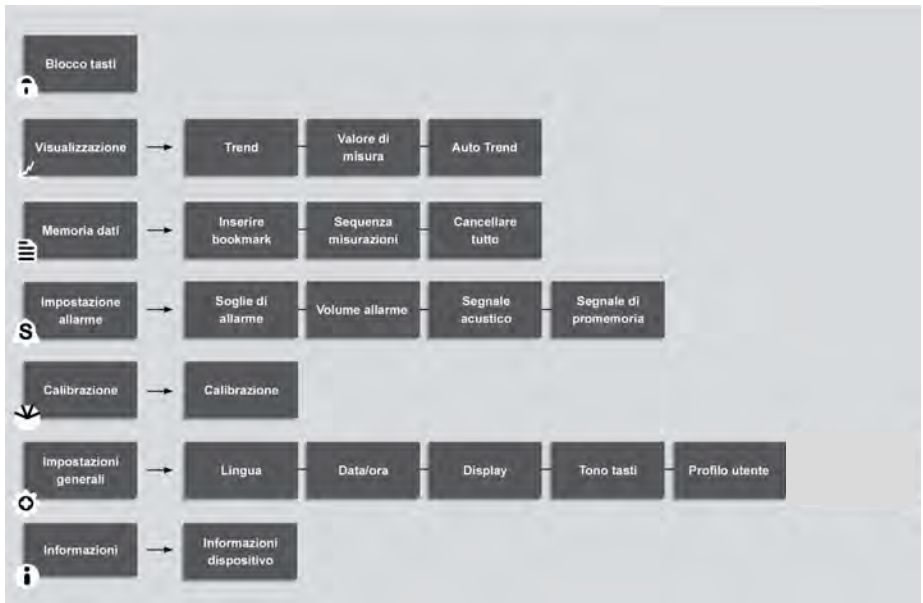 Blocco tasti
Visualizzazione
Trend
Valore di
misura
Auto Trend
Memoria dati
Inserire
bookmark
Sequenza
misurazioni
Cancellare
tutto
Impostazione
allarme
S
Soglie di
allarme
Volume allarme
Segnale
acustico
Segnale di
promemoria
Calibrazione
Calibrazione
Impostazioni
generali
Lingua
Data/ora
Display
Tono tasti
Profilo utente
Informazioni
i
Informazioni
dispositivo